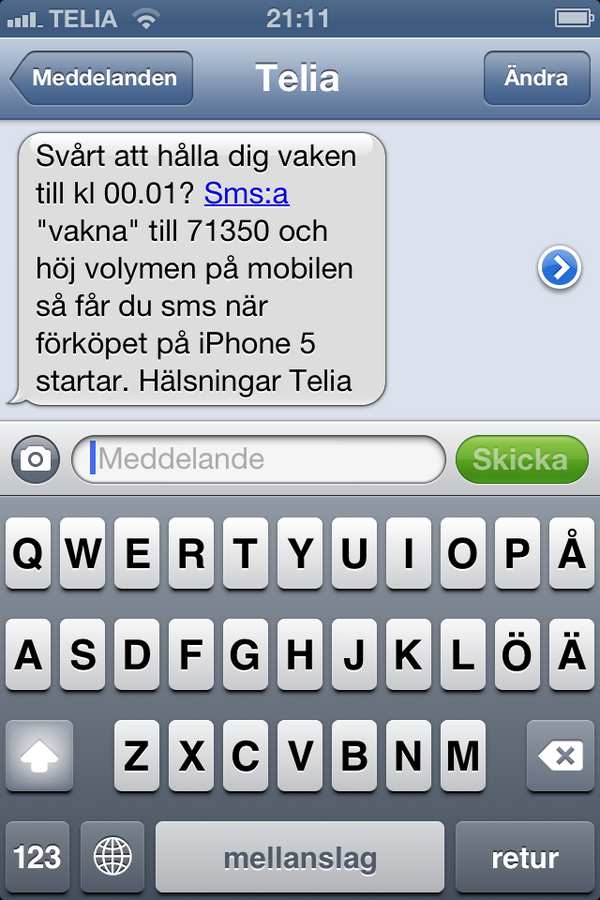 TELIA 21:11
Meddelanden Telia Ändra
Svårt att hålla dig vaken
till kl 00.01? Sms:a
"vakna" till 71350 och
höj volymen på mobilen
så får du sms när
förköpet på iPhone 5
startar. Hälsningar Telia
Meddelande Skicka
Q W E R T Y U I O P Å
A S D F G H J K L Ö Ä
Z X C V B N M
123 mellanslag retur